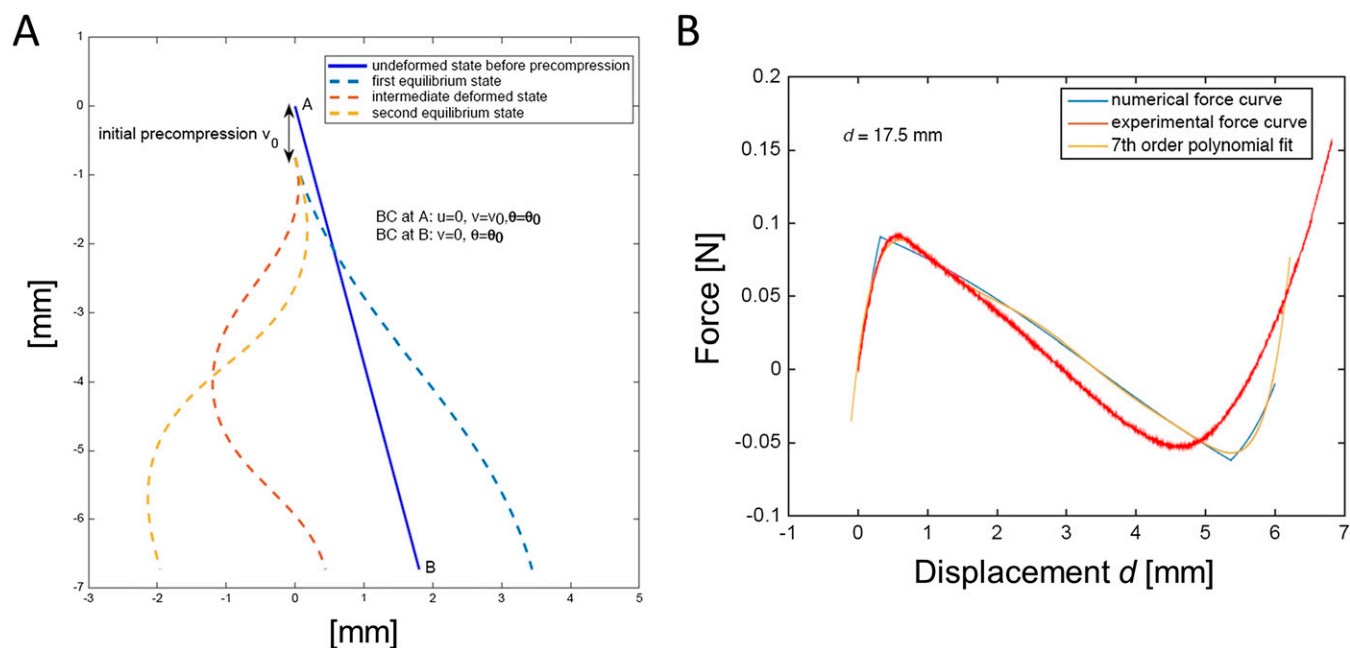 A
1
0
-1
-2
-3
-4
-5
-6
-7
[mm]
undeformed state before precompression
first equilibrium state
intermediate deformed state
second equilibrium state
A
initial precompression v0
BC at A: u=0, v=v0,θ=θ0
BC at B: v=0, θ=θ0
B
-3 -2 -1 0 1 2 3 4 5
[mm]
B
0.2
0.15
0.1
0.05
0
-0.05
-0.1
Force [N]
d = 17.5 mm
numerical force curve
experimental force curve
7th order polynomial fit
-1 0 1 2 3 4 5 6 7
Displacement d [mm]